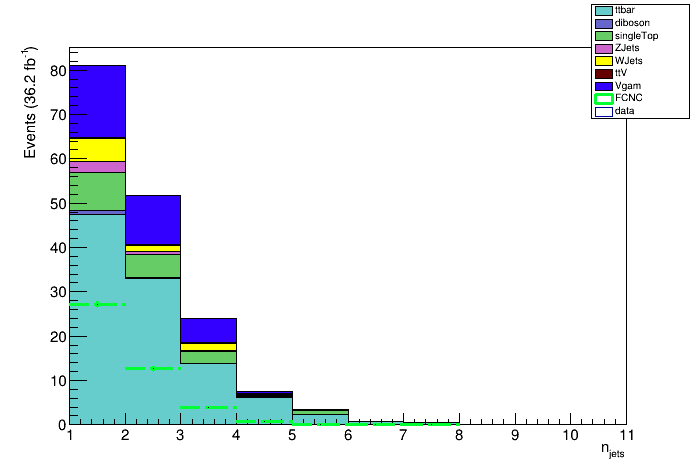 ttbar
diboson
singleTop
ZJets
WJets
ttV
Vgam
FCNC
data
Events (36.2 fb⁻¹)
80
70
60
50
40
30
20
10
0
1 2 3 4 5 6 7 8 9 10 11
n_jets